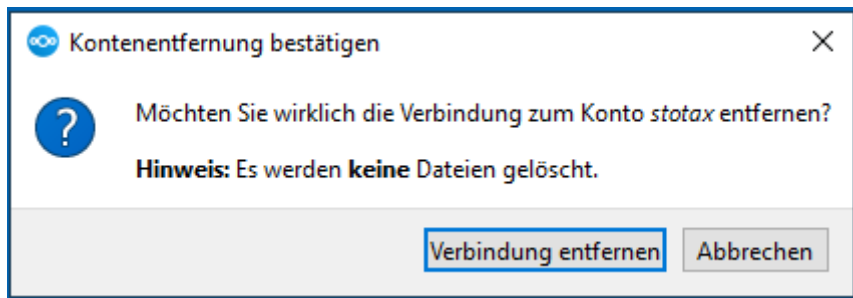 Kontenentfernung bestätigen
Möchten Sie wirklich die Verbindung zum Konto stotax entfernen?
Hinweis: Es werden keine Dateien gelöscht.
Verbindung entfernen Abbrechen